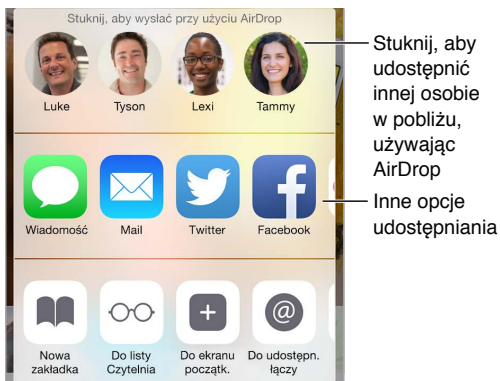 Stuknij, aby wysłać przy użyciu AirDrop
Luke
Tyson
Lexi
Tammy
Wiadomość
Mail
Twitter
Facebook
Nowa
zakładka
Do listy
Czytelnia
Do ekranu
początk.
Do udostępn.
łączy
Stuknij, aby
udostępnić
innej osobie
w pobliżu,
używając
AirDrop
Inne opcje
udostępniania